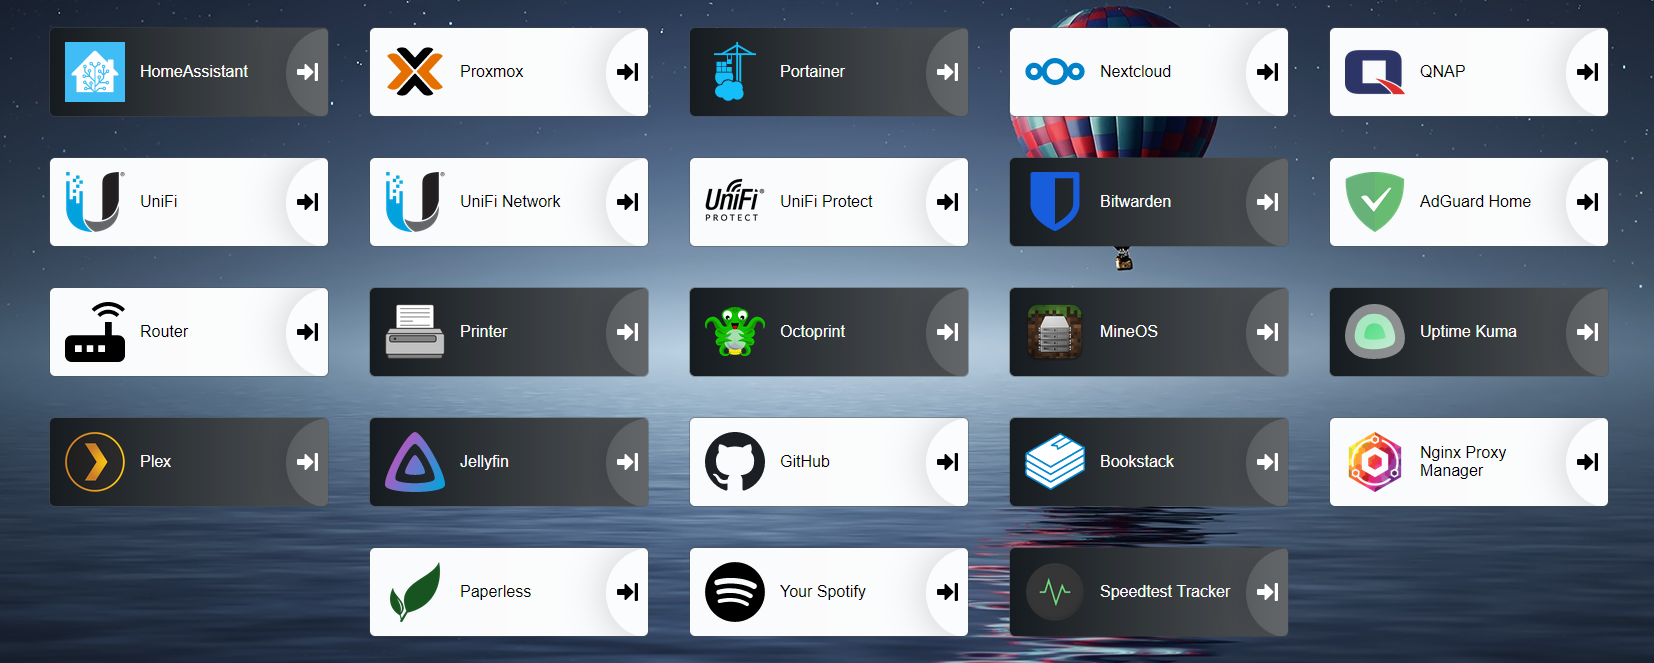 HomeAssistant
Proxmox
Portainer
Nextcloud
QNAP
UniFi
UniFi Network
UniFi
PROTECT
UniFi Protect
Bitwarden
AdGuard Home
Router
Printer
Octoprint
MineOS
Uptime Kuma
Plex
Jellyfin
GitHub
Bookstack
Nginx Proxy
Manager
Paperless
Your Spotify
Speedtest Tracker